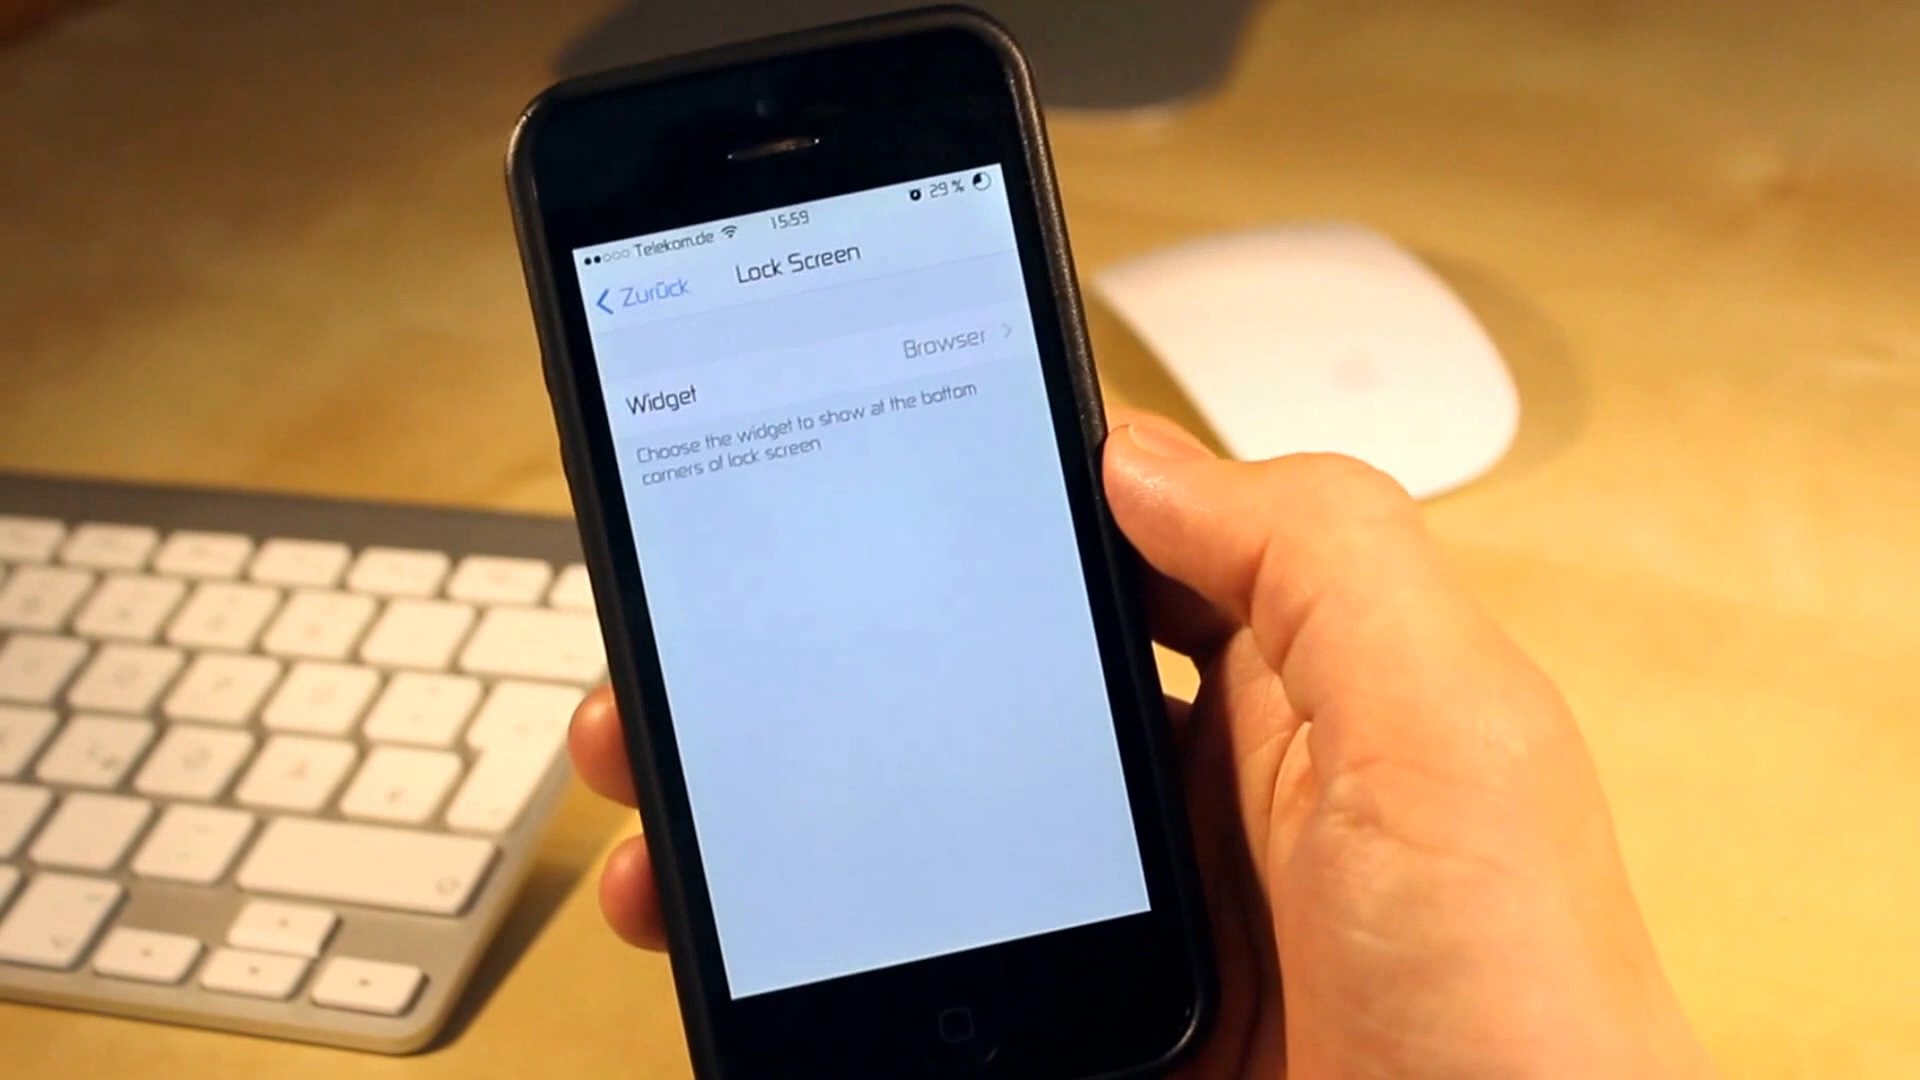 Telekom.de 15:59 29 %
Zurück Lock Screen
Widget Browser
Choose the widget to show at the bottom
corners of lock screen